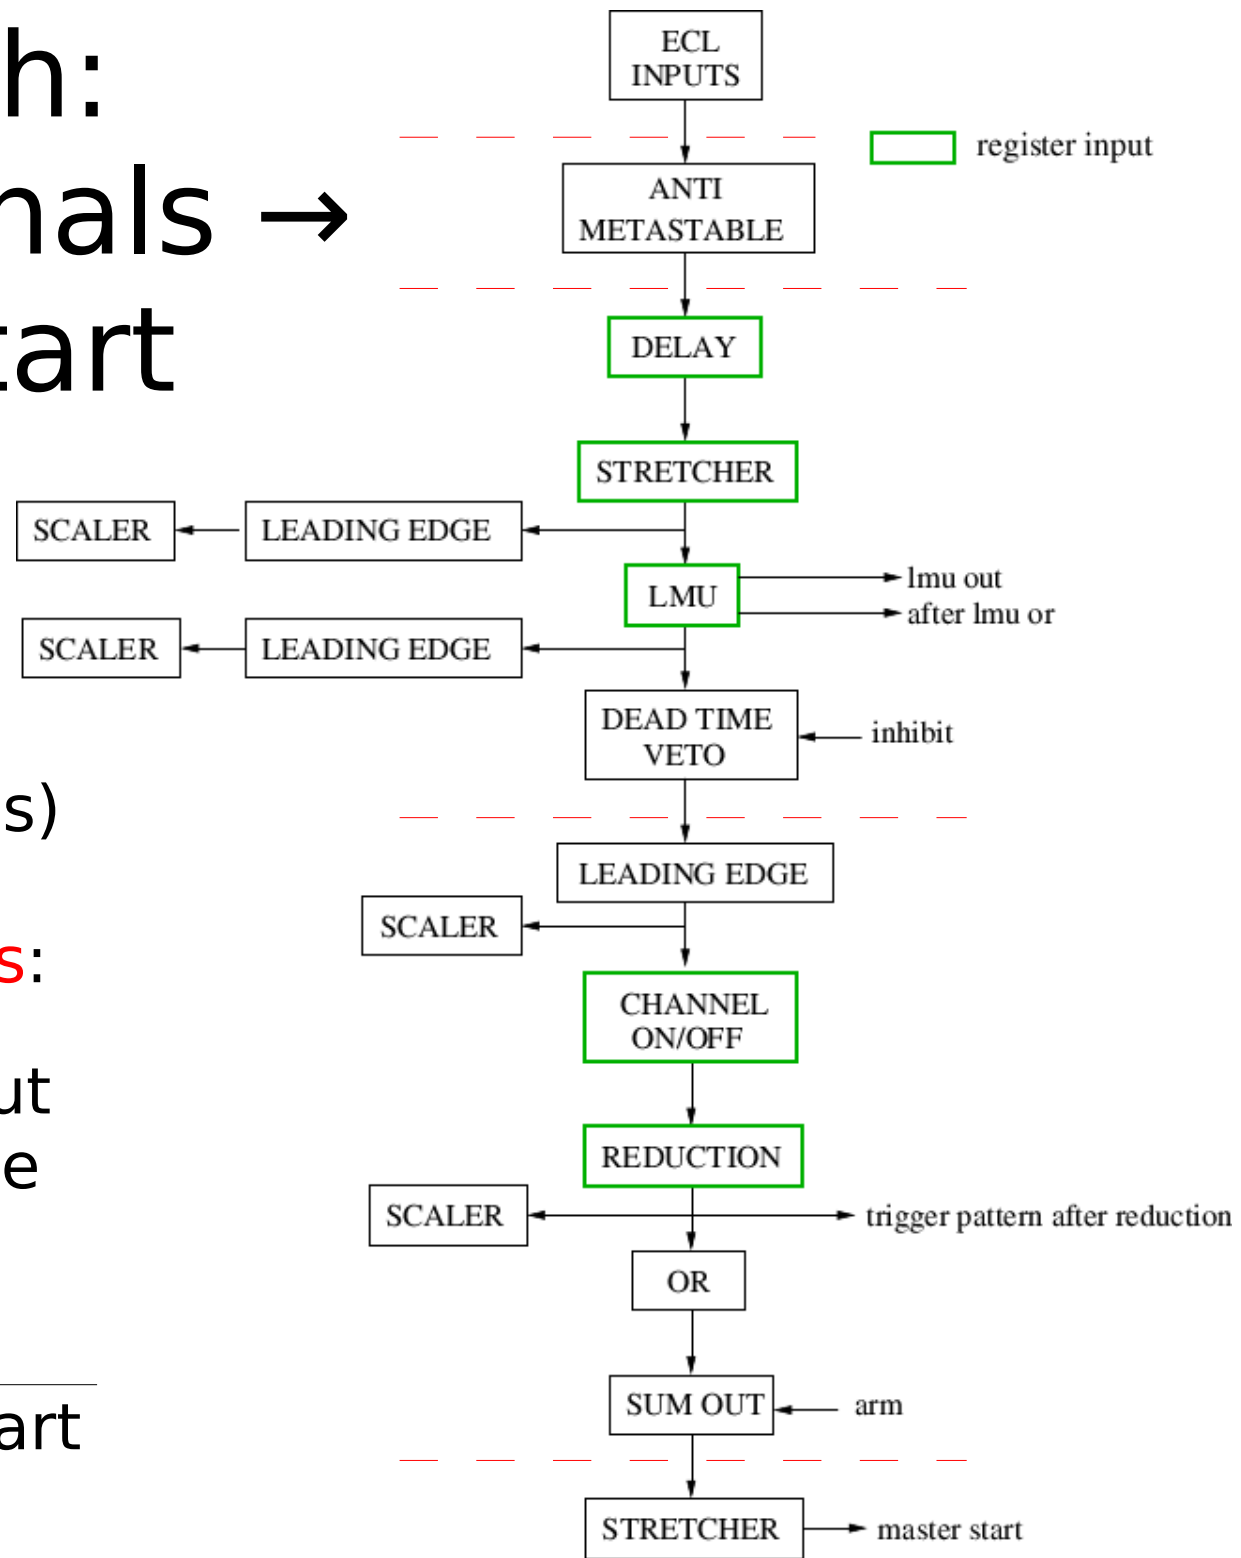 h:
nals →
tart
s)
s:
ut
e
art
ECL
INPUTS
register input
ANTI
METASTABLE
DELAY
STRETCHER
SCALER
LEADING EDGE
LMU
lmu out
after lmu or
SCALER
LEADING EDGE
DEAD TIME
VETO
inhibit
LEADING EDGE
SCALER
CHANNEL
ON/OFF
REDUCTION
SCALER
trigger pattern after reduction
OR
SUM OUT
arm
STRETCHER
master start